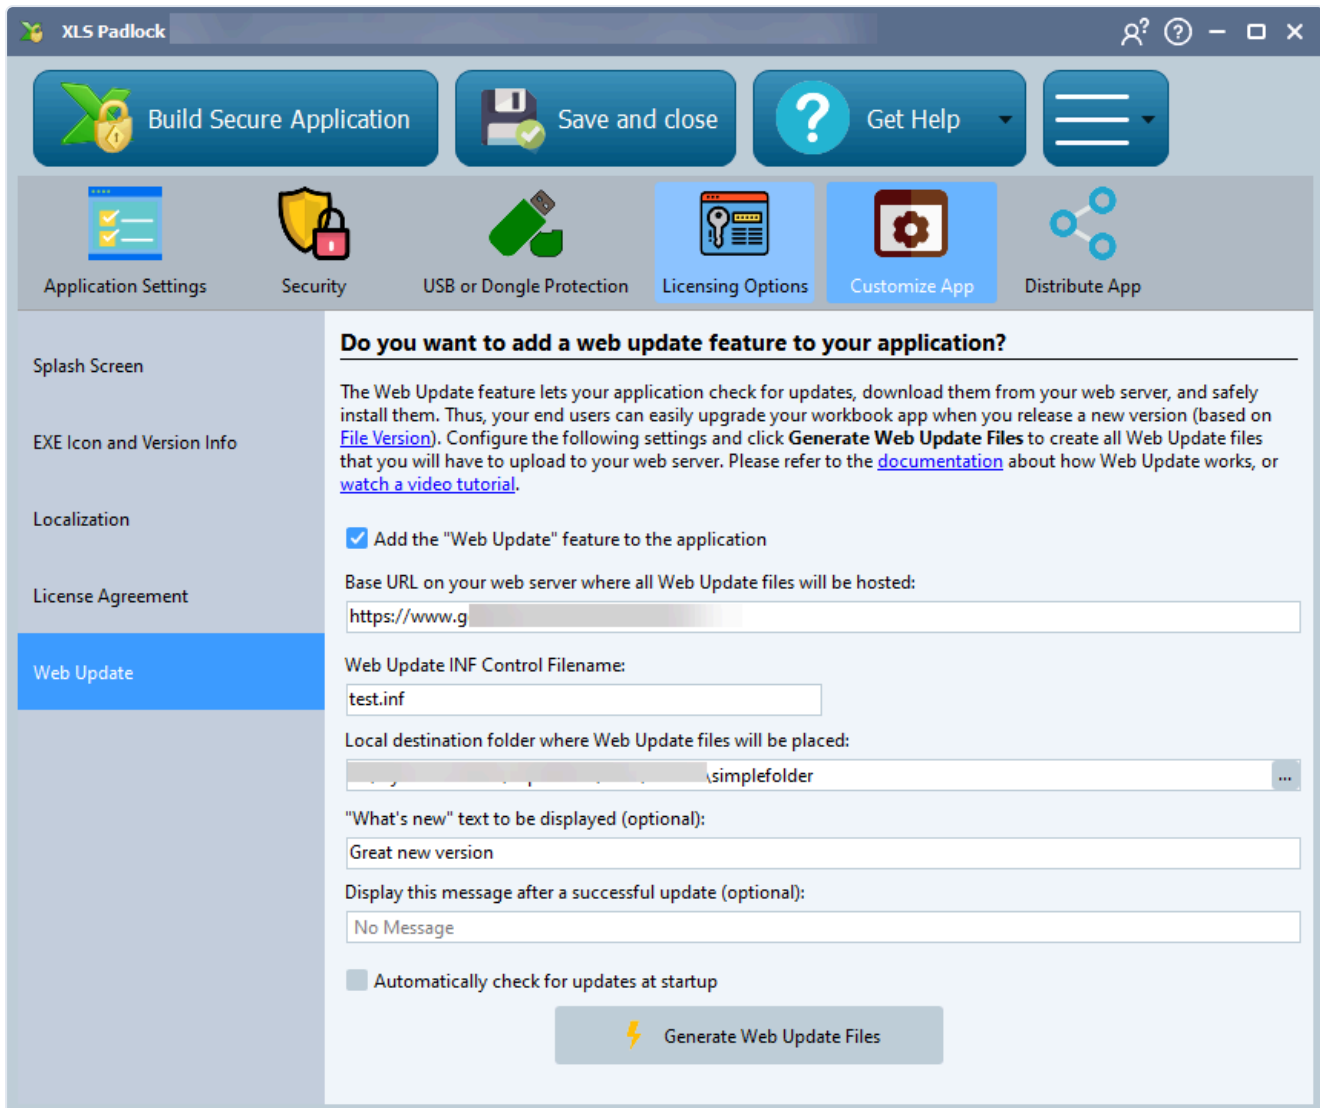 XLS Padlock
Build Secure Application
Save and close
Get Help
Application Settings
Security
USB or Dongle Protection
Licensing Options
Customize App
Distribute App
Splash Screen
EXE Icon and Version Info
Localization
License Agreement
Web Update
Do you want to add a web update feature to your application?
The Web Update feature lets your application check for updates, download them from your web server, and safely
install them. Thus, your end users can easily upgrade your workbook app when you release a new version (based on
File Version). Configure the following settings and click Generate Web Update Files to create all Web Update files
that you will have to upload to your web server. Please refer to the documentation about how Web Update works, or
watch a video tutorial.
Add the "Web Update" feature to the application
Base URL on your web server where all Web Update files will be hosted:
https://www.g
Web Update INF Control Filename:
test.inf
Local destination folder where Web Update files will be placed:
\simplefolder
...
"What's new" text to be displayed (optional):
Great new version
Display this message after a successful update (optional):
No Message
Automatically check for updates at startup
Generate Web Update Files